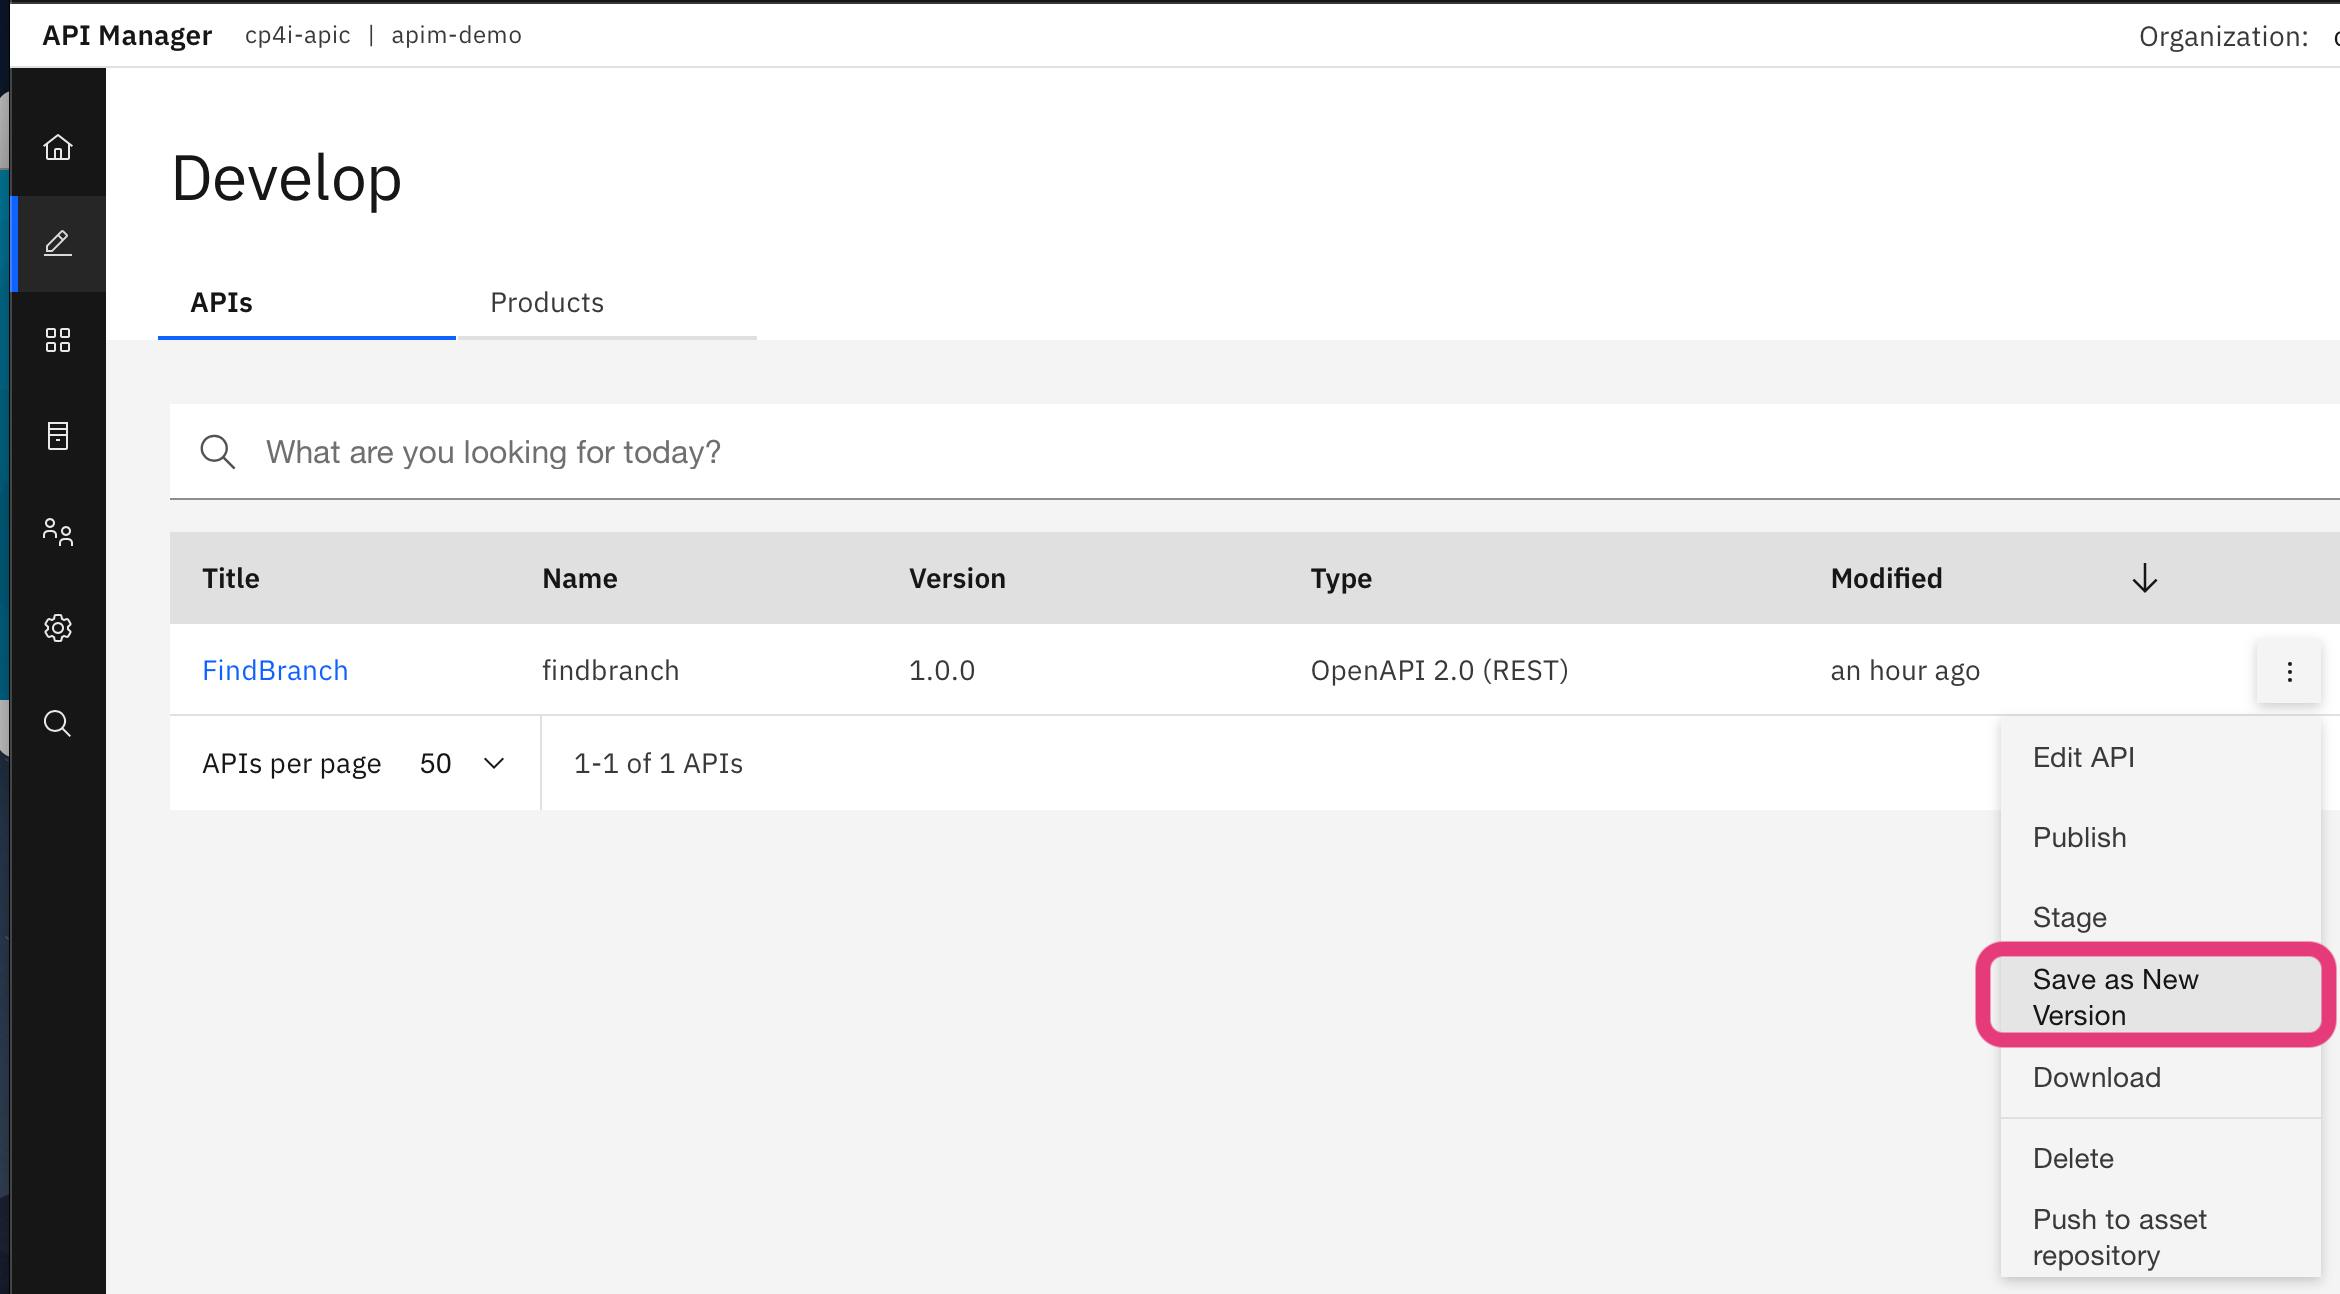 API Manager cp4i-apic | apim-demo Organization:
Develop
APIs Products
What are you looking for today?
Title Name Version Type Modified
FindBranch findbranch 1.0.0 OpenAPI 2.0 (REST) an hour ago
APIs per page 50 1-1 of 1 APIs
Edit API
Publish
Stage
Save as New
Version
Download
Delete
Push to asset
repository